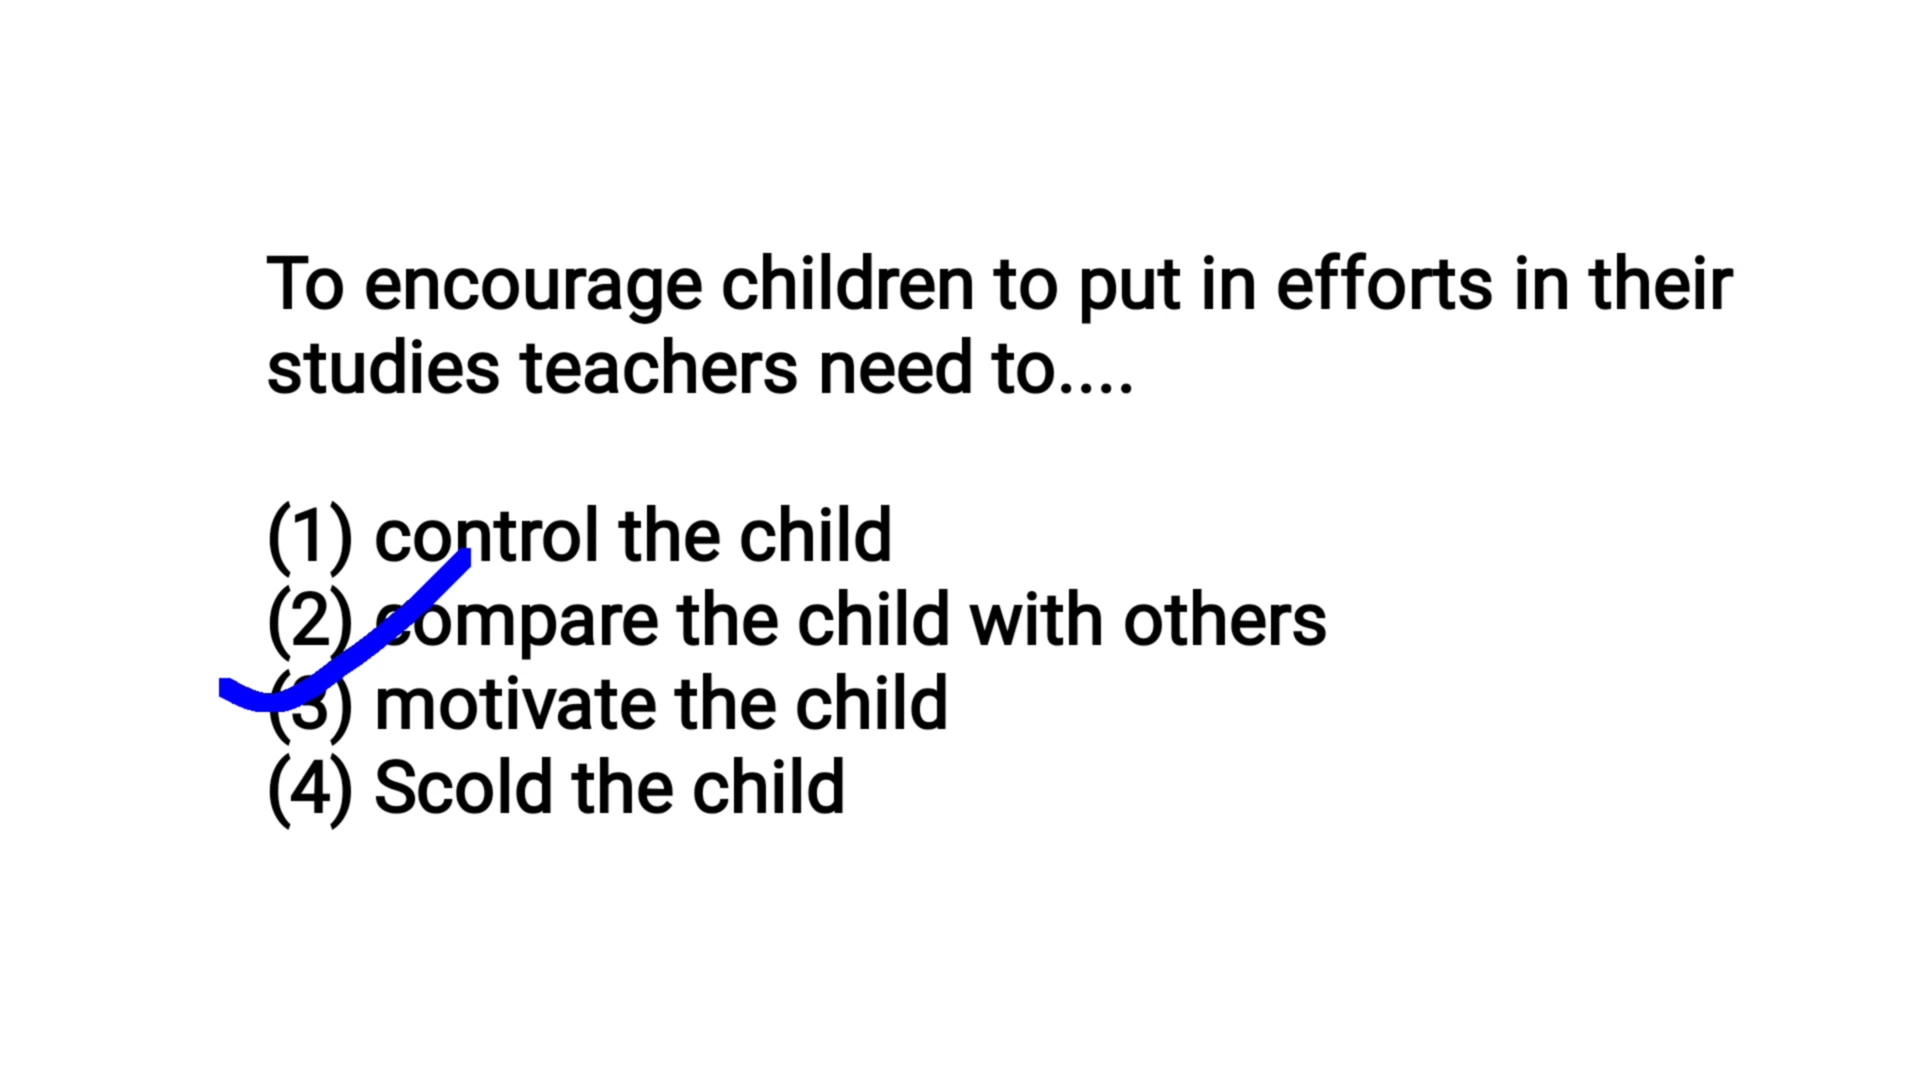 To encourage children to put in efforts in their
studies teachers need to....
(1) control the child
(2) compare the child with others
(3) motivate the child
(4) Scold the child